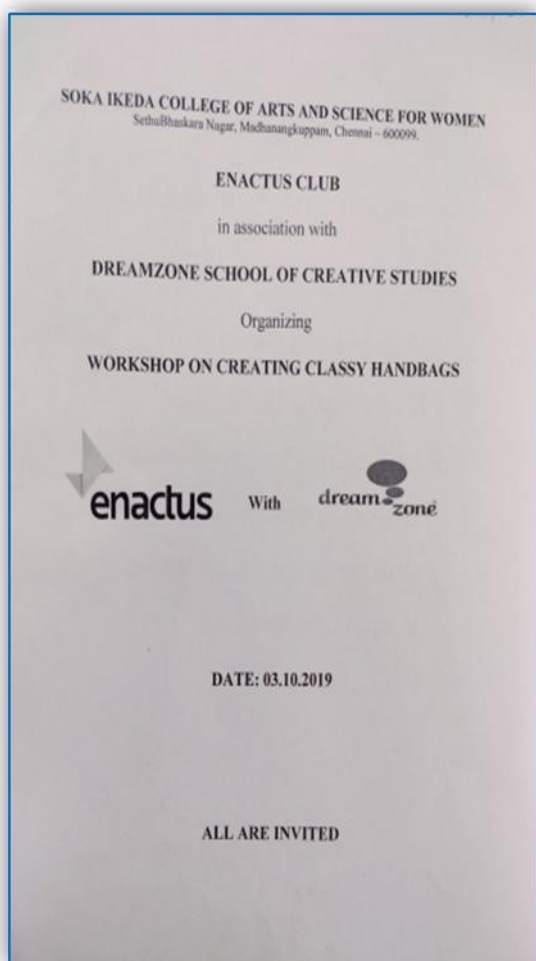 SOKA IKEDA COLLEGE OF ARTS AND SCIENCE FOR WOMEN
SethuBhaskara Nagar, Madhanangkuppam, Chennai – 600099.
ENACTUS CLUB
in association with
DREAMZONE SCHOOL OF CREATIVE STUDIES
Organizing
WORKSHOP ON CREATING CLASSY HANDBAGS
enactus With dream zone
DATE: 03.10.2019
ALL ARE INVITED